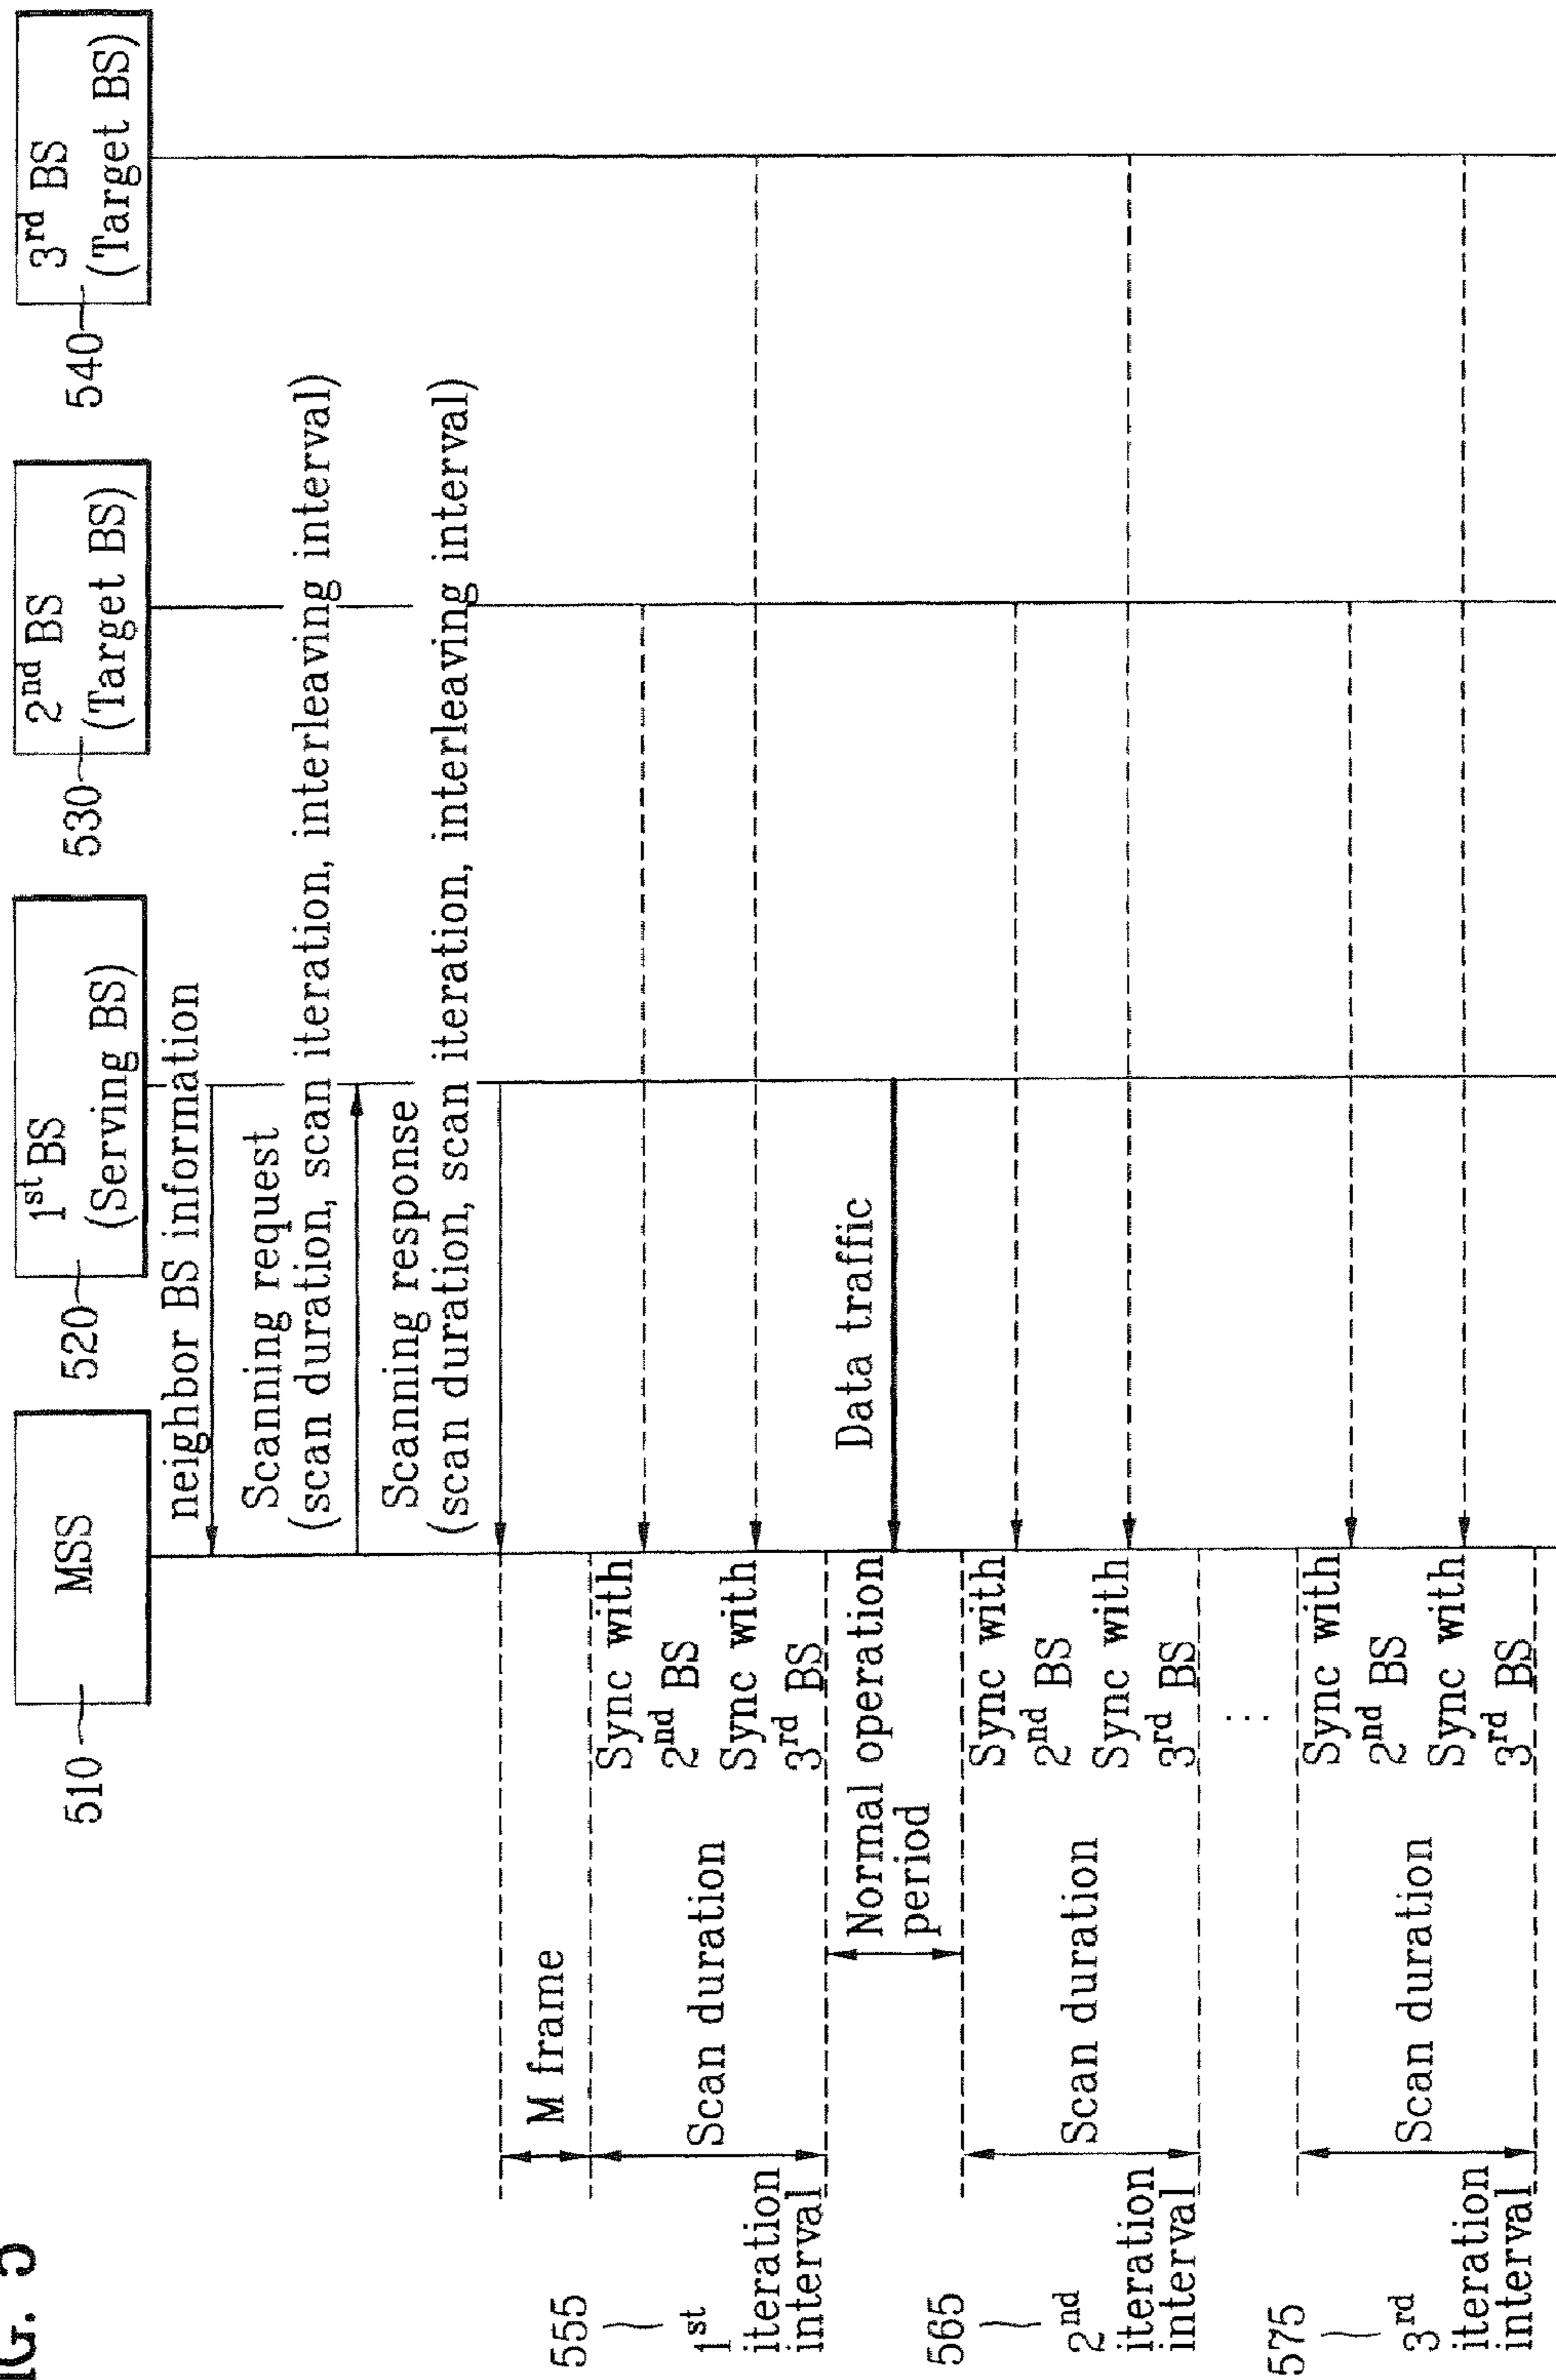 FIG. 5
510
MSS
520
1st BS
(Serving BS)
530
2nd BS
(Target BS)
540
3rd BS
(Target BS)
neighbor BS information
Scanning request
(scan duration, scan iteration, interleaving interval)
Scanning response
(scan duration, scan iteration, interleaving interval)
M frame
555
1st
iteration
interval
Scan duration
Sync with
2nd BS
Sync with
3rd BS
Normal operation
period
Data traffic
565
2nd
iteration
interval
Scan duration
Sync with
2nd BS
Sync with
3rd BS
...
575
3rd
iteration
interval
Scan duration
Sync with
2nd BS
Sync with
3rd BS